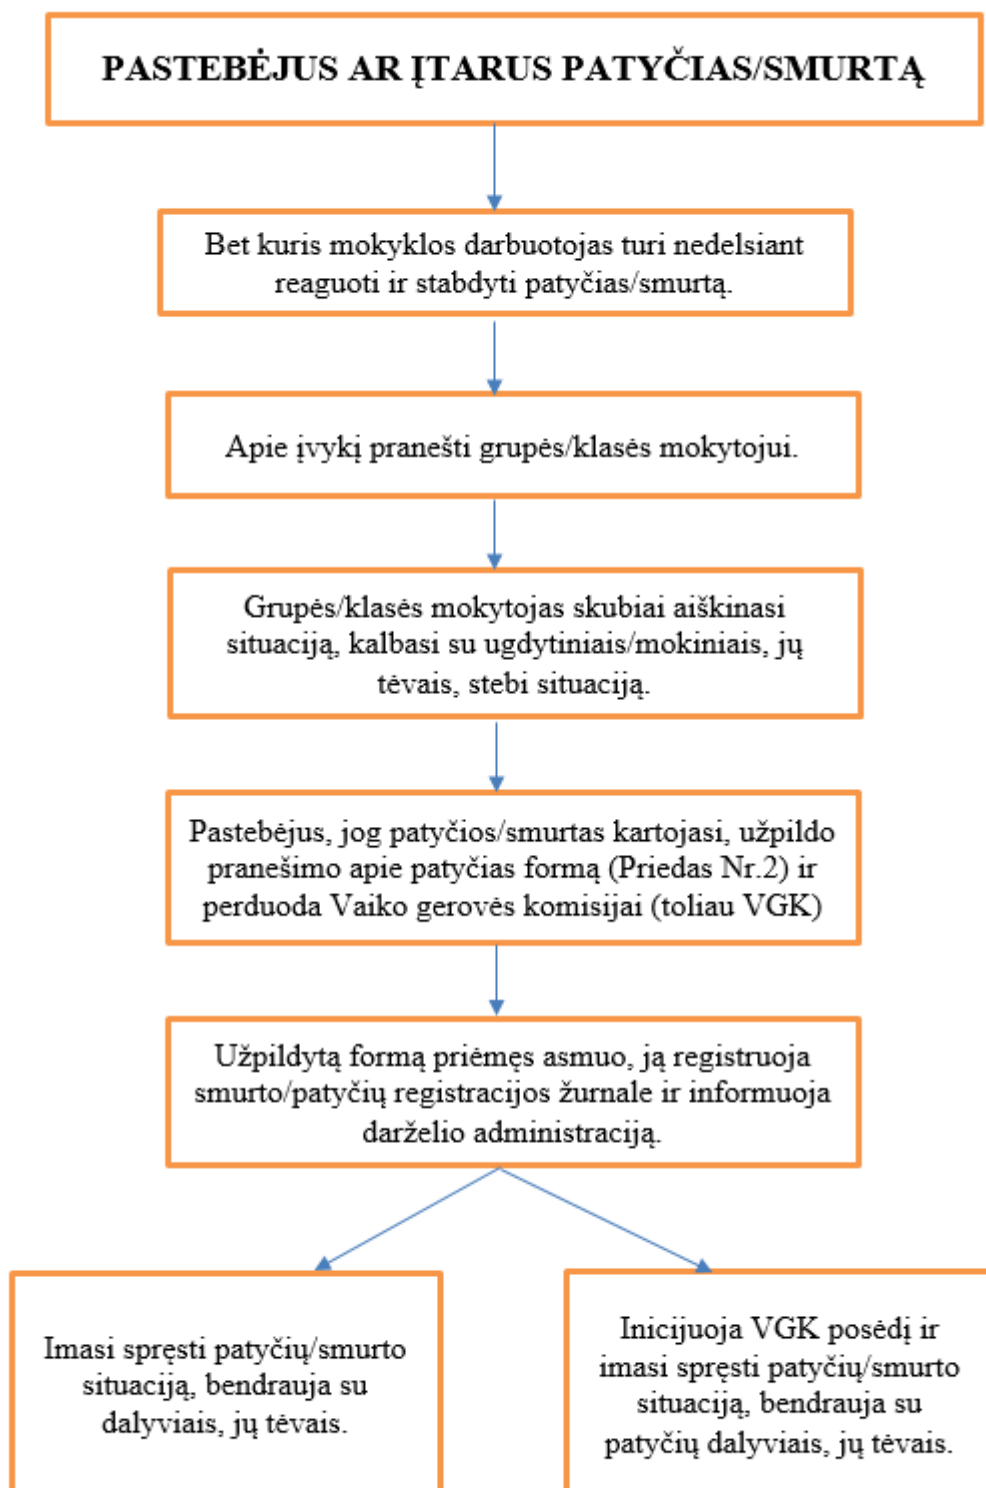 PASTEBĖJUS AR ĮTARUS PATYČIAS/SMURTĄ
Bet kuris mokyklos darbuotojas turi nedelsiant
reaguoti ir stabdyti patyčias/smurtą.
Apie įvykį pranešti grupės/klasės mokytojui.
Grupės/klasės mokytojas skubiai aiškinasi
situaciją, kalbasi su ugdytiniais/mokiniais, jų
tėvais, stebi situaciją.
Pastebėjus, jog patyčios/smurtas kartojasi, užpildo
pranešimo apie patyčias formą (Priedas Nr.2) ir
perduoda Vaiko gerovės komisijai (toliau VGK)
Užpildytą formą priėmęs asmuo, ją registruoja
smurto/patyčių registracijos žurnale ir informuoja
darželio administraciją.
Imasi spręsti patyčių/smurto
situaciją, bendrauja su
dalyviais, jų tėvais.
Inicijuoja VGK posėdį ir
imasi spręsti patyčių/smurto
situaciją, bendrauja su
patyčių dalyviais, jų tėvais.